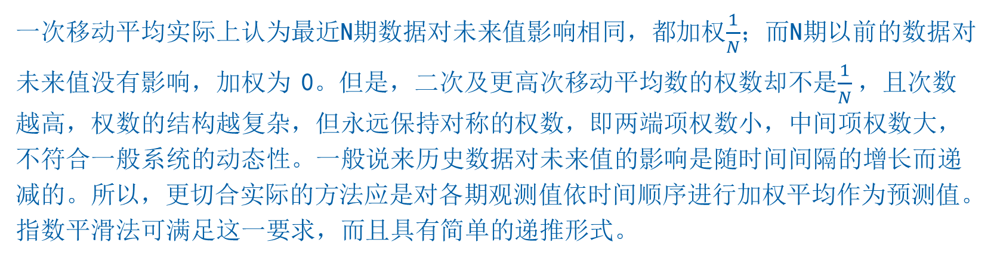 一次移动平均实际上认为最近N期数据对未来值影响相同，都加权1/N；而N期以前的数据对
未来值没有影响，加权为 0。但是，二次及更高次移动平均数的权数却不是1/N，且次数
越高，权数的结构越复杂，但永远保持对称的权数，即两端项权数小，中间项权数大，
不符合一般系统的动态性。一般说来历史数据对未来值的影响是随时间间隔的增长而递
减的。所以，更切合实际的方法应是对各期观测值依时间顺序进行加权平均作为预测值。
指数平滑法可满足这一要求，而且具有简单的递推形式。